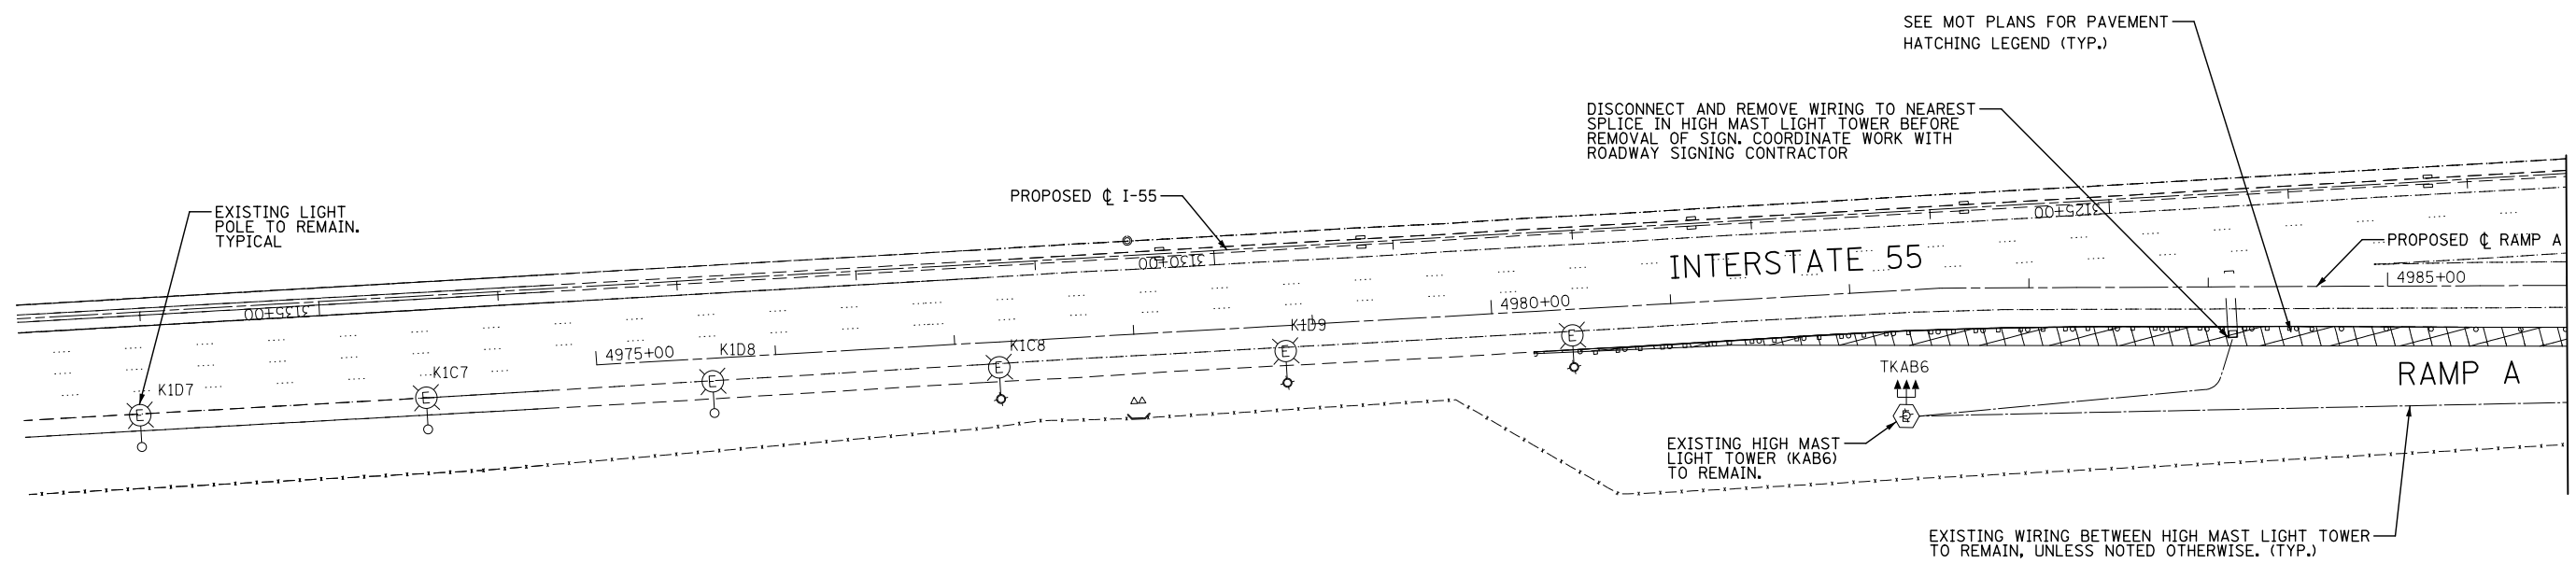 SEE MOT PLANS FOR PAVEMENT
HATCHING LEGEND (TYP.)
DISCONNECT AND REMOVE WIRING TO NEAREST
SPLICE IN HIGH MAST LIGHT TOWER BEFORE
REMOVAL OF SIGN. COORDINATE WORK WITH
ROADWAY SIGNING CONTRACTOR
PROPOSED ℄ I-55
EXISTING LIGHT
POLE TO REMAIN.
TYPICAL
3125+00
PROPOSED ℄ RAMP A
INTERSTATE 55
3130+00
4985+00
4980+00
3135+00
K1D9
K1C8
K1D8
4975+00
K1C7
K1D7
E
E
E
E
E
E
TKAB6
RAMP A
E
EXISTING HIGH MAST
LIGHT TOWER (KAB6)
TO REMAIN.
EXISTING WIRING BETWEEN HIGH MAST LIGHT TOWER
TO REMAIN, UNLESS NOTED OTHERWISE. (TYP.)